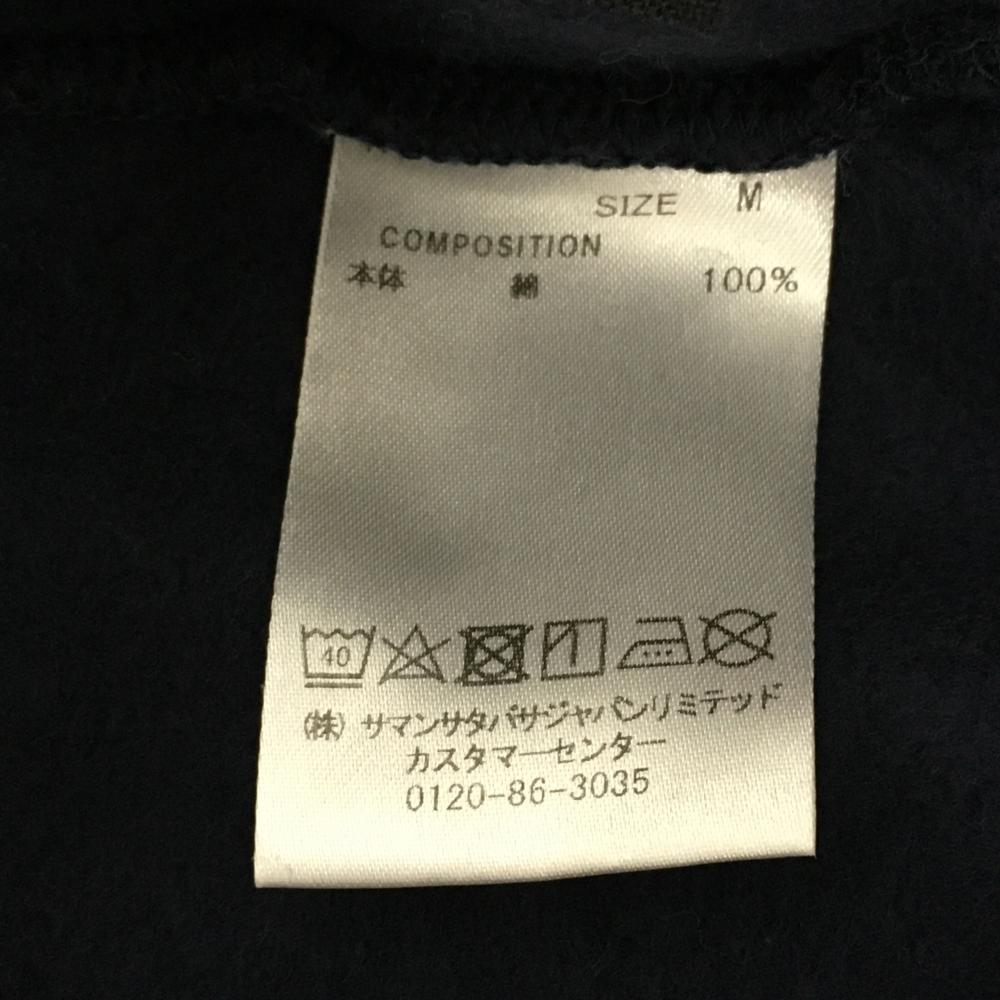 SIZE M
COMPOSITION
本体 綿 100%
40
(株) サマンサタバサジャパンリミテッド
カスタマーセンター
0120-86-3035